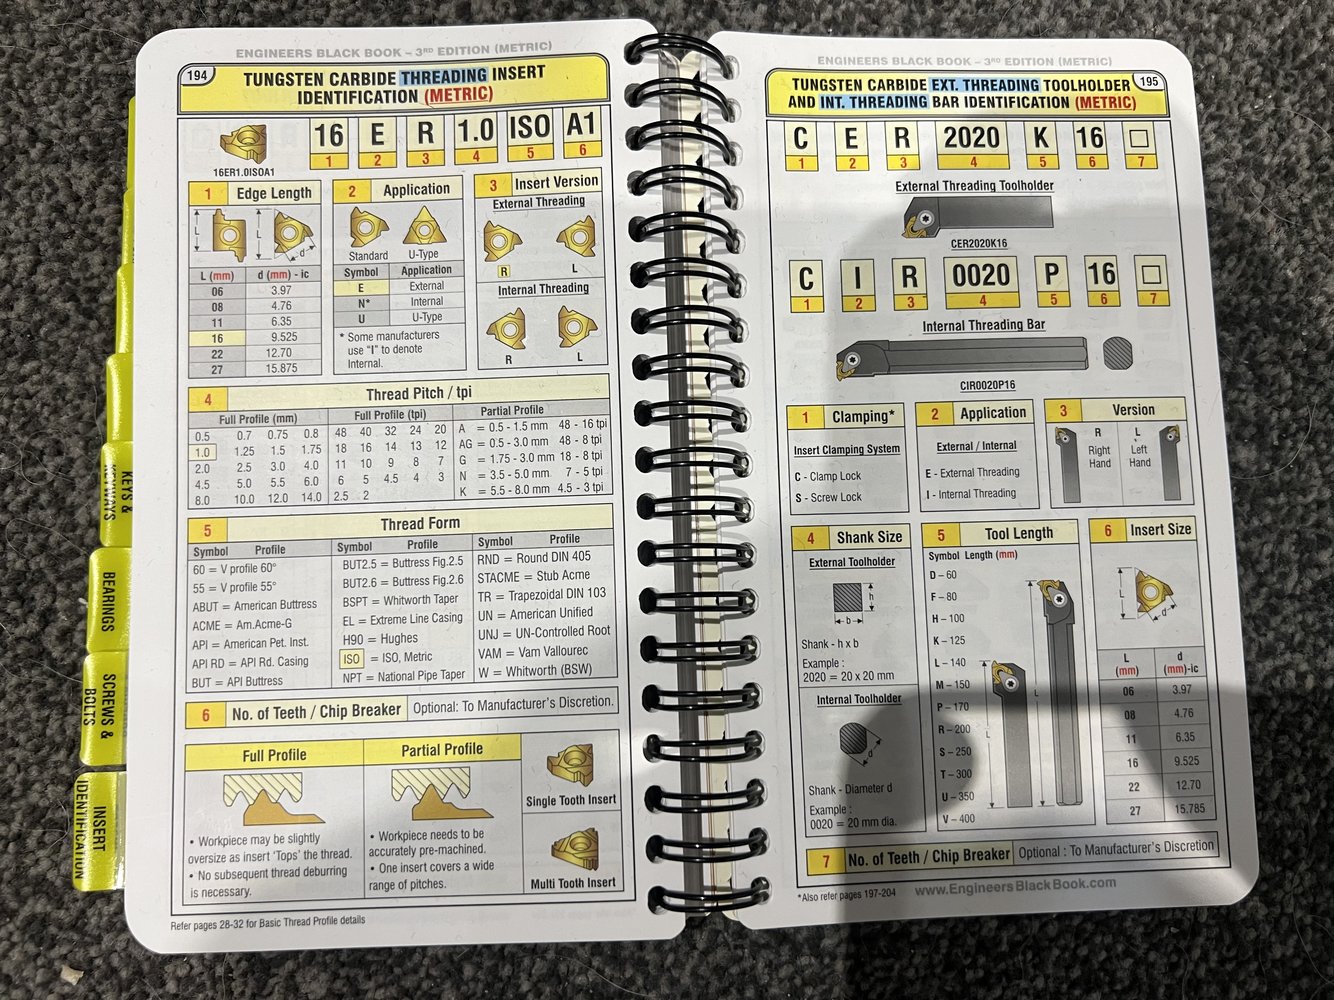 ENGINEERS BLACK BOOK – 3RD EDITION (METRIC)
194
TUNGSTEN CARBIDE THREADING INSERT
IDENTIFICATION (METRIC)
16 E R 1.0 ISO A1
1 2 3 4 5 6
16ER1.0ISOA1
1 Edge Length
L
L
d
L (mm) d (mm) - ic
06 3.97
08 4.76
11 6.35
16 9.525
22 12.70
27 15.875
2 Application
Standard U-Type
Symbol Application
E External
N* Internal
U U-Type
* Some manufacturers
use "I" to denote
Internal.
3 Insert Version
External Threading
R L
Internal Threading
R L
4 Thread Pitch / tpi
Full Profile (mm)
0.5 0.7 0.75 0.8
1.0 1.25 1.5 1.75
2.0 2.5 3.0 4.0
4.5 5.0 5.5 6.0
8.0 10.0 12.0 14.0
Full Profile (tpi)
48 40 32 24 20
18 16 14 13 12
11 10 9 8 7
6 5 4.5 4 3
2.5 2
Partial Profile
A = 0.5 - 1.5 mm 48 - 16 tpi
AG = 0.5 - 3.0 mm 48 - 8 tpi
G = 1.75 - 3.0 mm 18 - 8 tpi
N = 3.5 - 5.0 mm 7 - 5 tpi
K = 5.5 - 8.0 mm 4.5 - 3 tpi
5 Thread Form
Symbol Profile
60 = V profile 60°
55 = V profile 55°
ABUT = American Buttress
ACME = Am.Acme-G
API = American Pet. Inst.
API RD = API Rd. Casing
BUT = API Buttress
Symbol Profile
BUT2.5 = Buttress Fig.2.5
BUT2.6 = Buttress Fig.2.6
BSPT = Whitworth Taper
EL = Extreme Line Casing
H90 = Hughes
ISO = ISO, Metric
NPT = National Pipe Taper
Symbol Profile
RND = Round DIN 405
STACME = Stub Acme
TR = Trapezoidal DIN 103
UN = American Unified
UNJ = UN-Controlled Root
VAM = Vam Vallourec
W = Whitworth (BSW)
6 No. of Teeth / Chip Breaker Optional: To Manufacturer's Discretion.
Full Profile
• Workpiece may be slightly
oversize as insert 'Tops' the thread.
• No subsequent thread deburring
is necessary.
Partial Profile
• Workpiece needs to be
accurately pre-machined.
• One insert covers a wide
range of pitches.
Single Tooth Insert
Multi Tooth Insert
Refer pages 28-32 for Basic Thread Profile details
KEYS &
KEYWAYS
BEARINGS
SCREWS &
BOLTS
INSERT
IDENTIFICATION
ENGINEERS BLACK BOOK – 3RD EDITION (METRIC)
195
TUNGSTEN CARBIDE EXT. THREADING TOOLHOLDER
AND INT. THREADING BAR IDENTIFICATION (METRIC)
C E R 2020 K 16 □
1 2 3 4 5 6 7
External Threading Toolholder
CER2020K16
C I R 0020 P 16 □
1 2 3 4 5 6 7
Internal Threading Bar
CIR0020P16
1 Clamping*
Insert Clamping System
C - Clamp Lock
S - Screw Lock
2 Application
External / Internal
E - External Threading
I - Internal Threading
3 Version
R L
Right Left
Hand Hand
4 Shank Size
External Toolholder
h
b
Shank - h x b
Example :
2020 = 20 x 20 mm
Internal Toolholder
d
Shank - Diameter d
Example :
0020 = 20 mm dia.
5 Tool Length
Symbol Length (mm)
D – 60
F – 80
H – 100
K – 125
L – 140
M – 150
P – 170
R – 200
S – 250
T – 300
U – 350
V – 400
L
L
6 Insert Size
L
d
L d
(mm) (mm)-ic
06 3.97
08 4.76
11 6.35
16 9.525
22 12.70
27 15.785
7 No. of Teeth / Chip Breaker Optional : To Manufacturer's Discretion
*Also refer pages 197-204
www.EngineersBlackBook.com